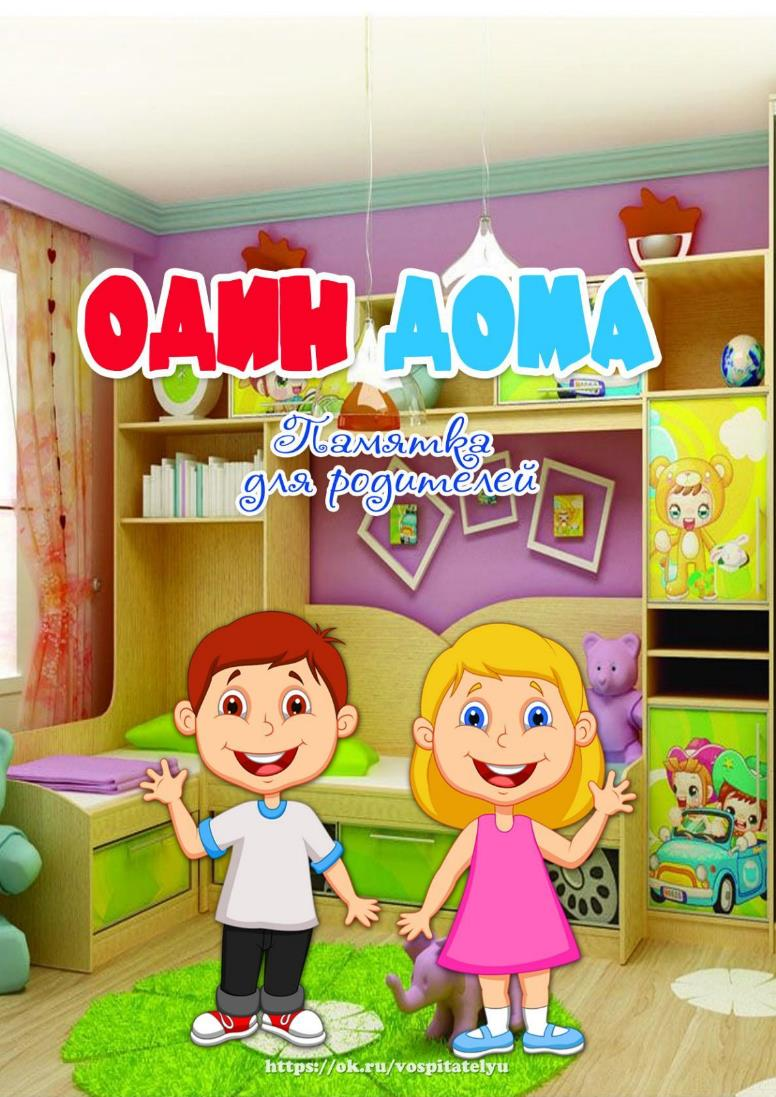 ОДИН ДОМА
Памятка
для родителей
https://ok.ru/vospitatelyu